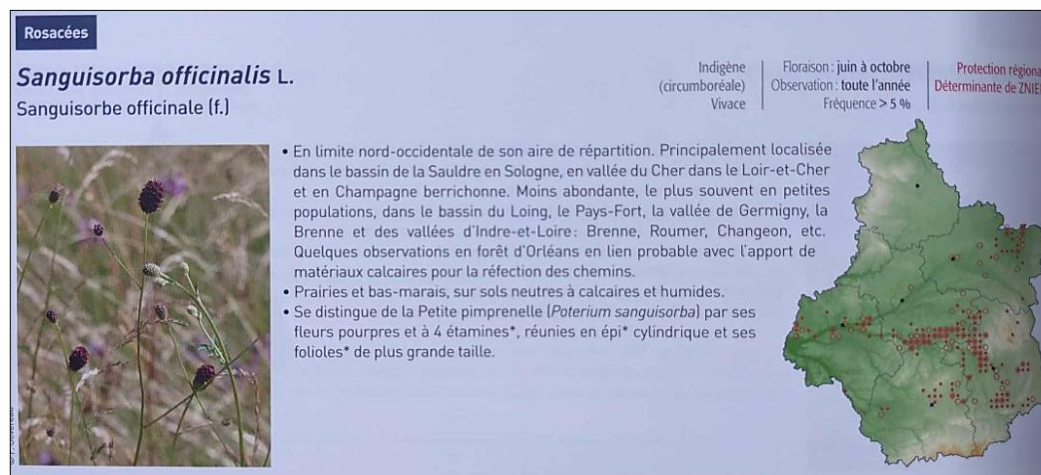 Rosacées
Sanguisorba officinalis L.
Sanguisorbe officinale (f.)
Indigène
(circumboréale)
Vivace
Floraison : juin à octobre
Observation : toute l'année
Fréquence > 5 %
Protection régiona
Déterminante de ZNIE
• En limite nord-occidentale de son aire de répartition. Principalement localisée
dans le bassin de la Sauldre en Sologne, en vallée du Cher dans le Loir-et-Cher
et en Champagne berrichonne. Moins abondante, le plus souvent en petites
populations, dans le bassin du Loing, le Pays-Fort, la vallée de Germigny, la
Brenne et des vallées d'Indre-et-Loire : Brenne, Roumer, Changeon, etc.
Quelques observations en forêt d'Orléans en lien probable avec l'apport de
matériaux calcaires pour la réfection des chemins.
• Prairies et bas-marais, sur sols neutres à calcaires et humides.
• Se distingue de la Petite pimprenelle (Poterium sanguisorba) par ses
fleurs pourpres et à 4 étamines*, réunies en épi* cylindrique et ses
folioles* de plus grande taille.